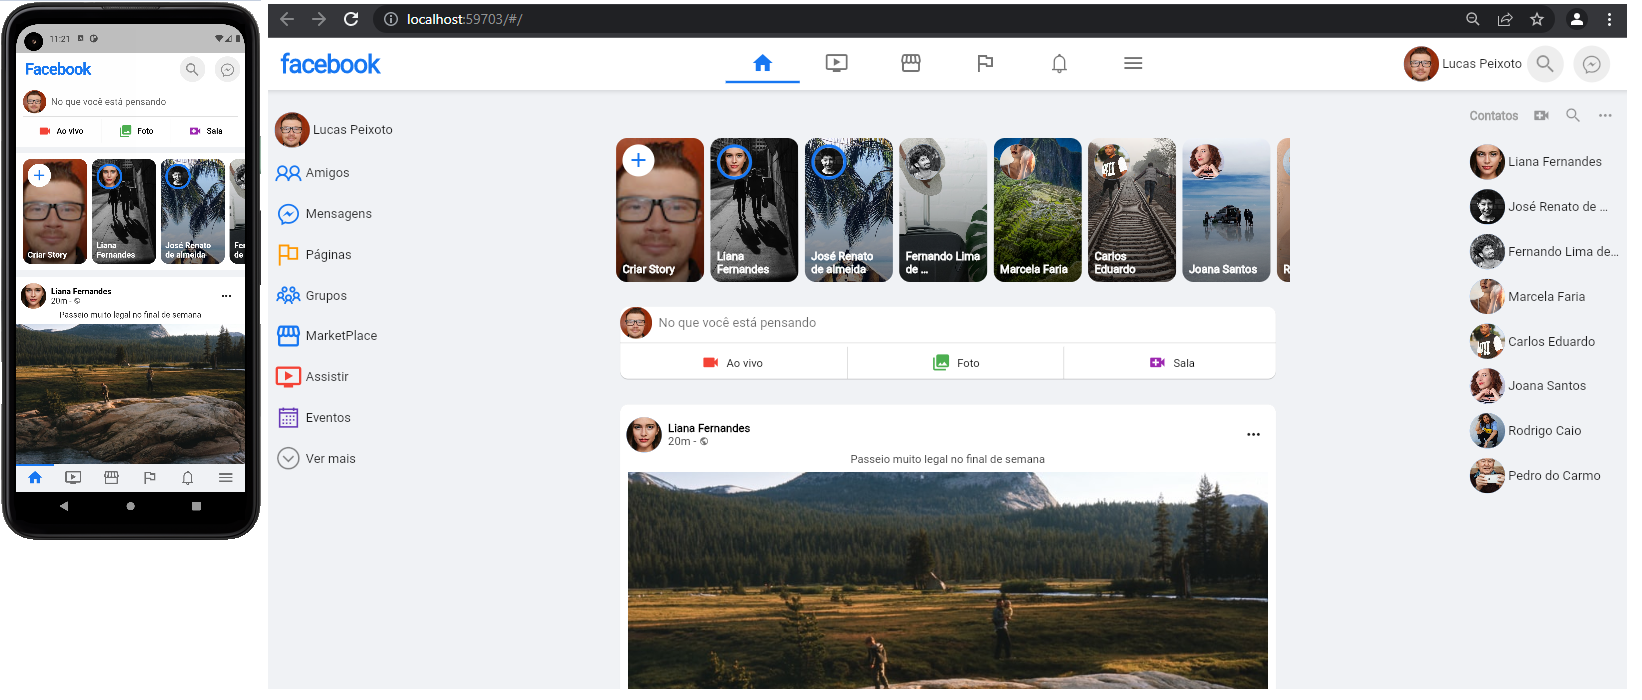 11:21
Facebook
No que você está pensando
Ao vivo
Foto
Sala
Criar Story
Liana
Fernandes
José Renato
de almeida
Fer
de
Liana Fernandes
20m -
Passeio muito legal no final de semana
localhost:59703/#/
facebook
Lucas Peixoto
Lucas Peixoto
Amigos
Mensagens
Páginas
Grupos
MarketPlace
Assistir
Eventos
Ver mais
Criar Story
Liana
Fernandes
José Renato
de almeida
Fernando Lima
de ...
Marcela Faria
Carlos
Eduardo
Joana Santos
R
No que você está pensando
Ao vivo
Foto
Sala
Liana Fernandes
20m -
Passeio muito legal no final de semana
Contatos
Liana Fernandes
José Renato de ...
Fernando Lima de...
Marcela Faria
Carlos Eduardo
Joana Santos
Rodrigo Caio
Pedro do Carmo